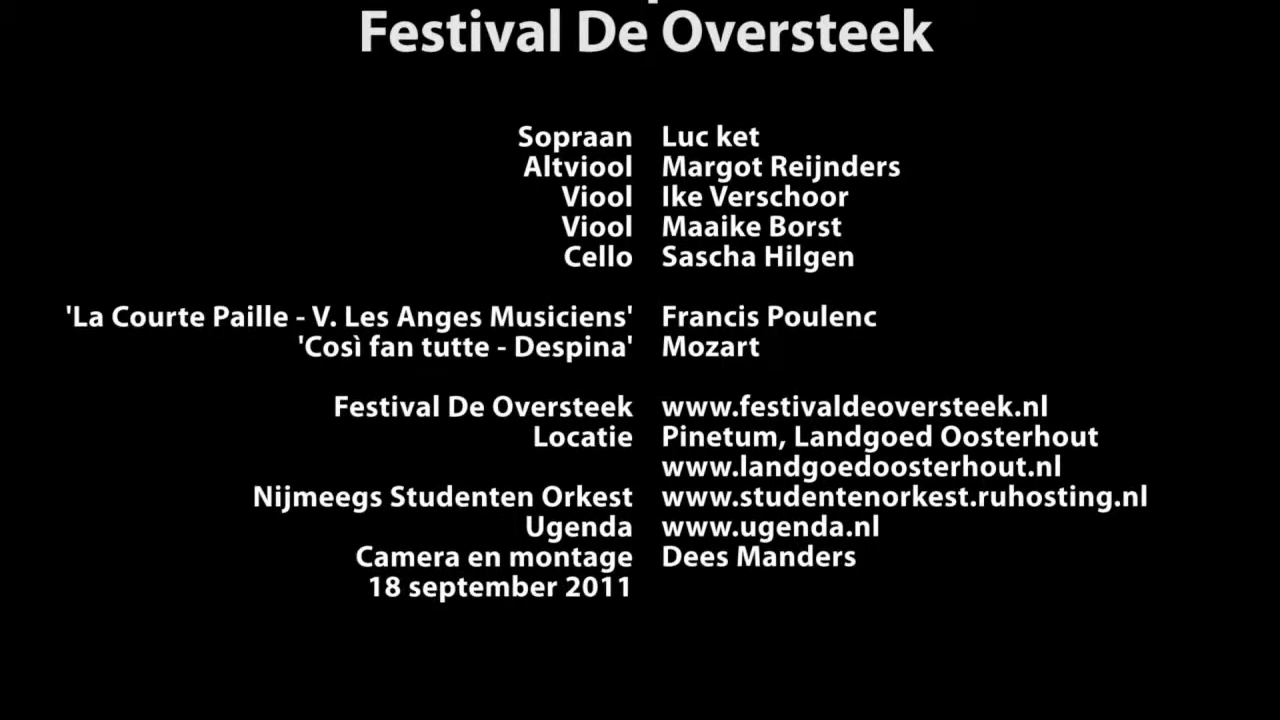 Festival De Oversteek
Sopraan Luc ket
Altviool Margot Reijnders
Viool Ike Verschoor
Viool Maaike Borst
Cello Sascha Hilgen
'La Courte Paille - V. Les Anges Musiciens' Francis Poulenc
'Così fan tutte - Despina' Mozart
Festival De Oversteek www.festivaldeoversteek.nl
Locatie Pinetum, Landgoed Oosterhout
www.landgoedoosterhout.nl
Nijmeegs Studenten Orkest www.studentenorkest.ruhosting.nl
Ugenda www.ugenda.nl
Camera en montage Dees Manders
18 september 2011